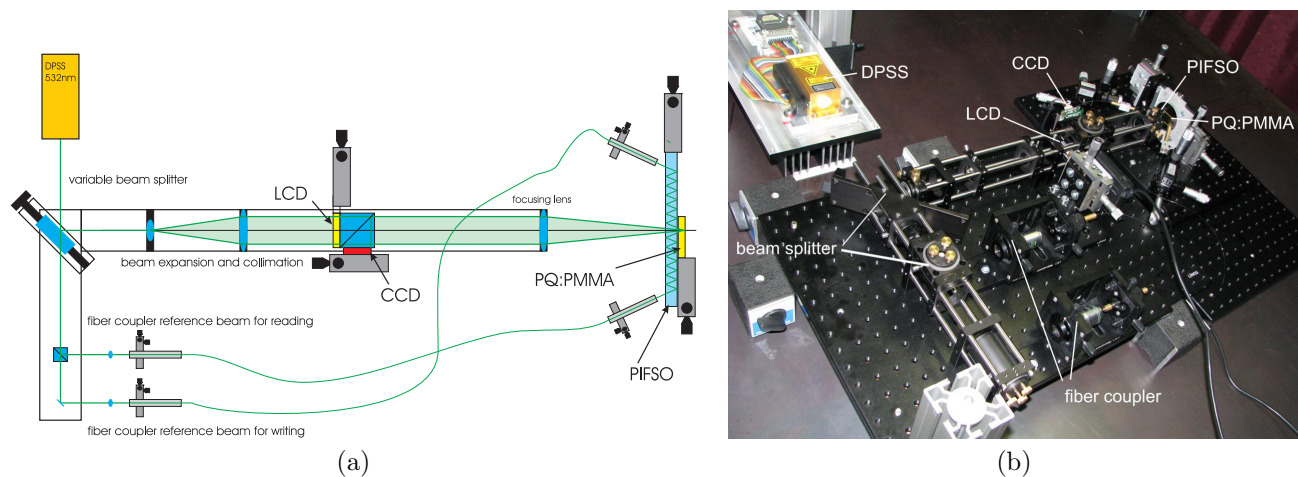 DPSS
532nm
variable beam splitter
LCD
focusing lens
beam expansion and collimation
CCD
PQ:PMMA
fiber coupler reference beam for reading
PIFSO
fiber coupler reference beam for writing
(a)
DPSS
CCD
PIFSO
LCD
PQ:PMMA
beam splitter
fiber coupler
(b)